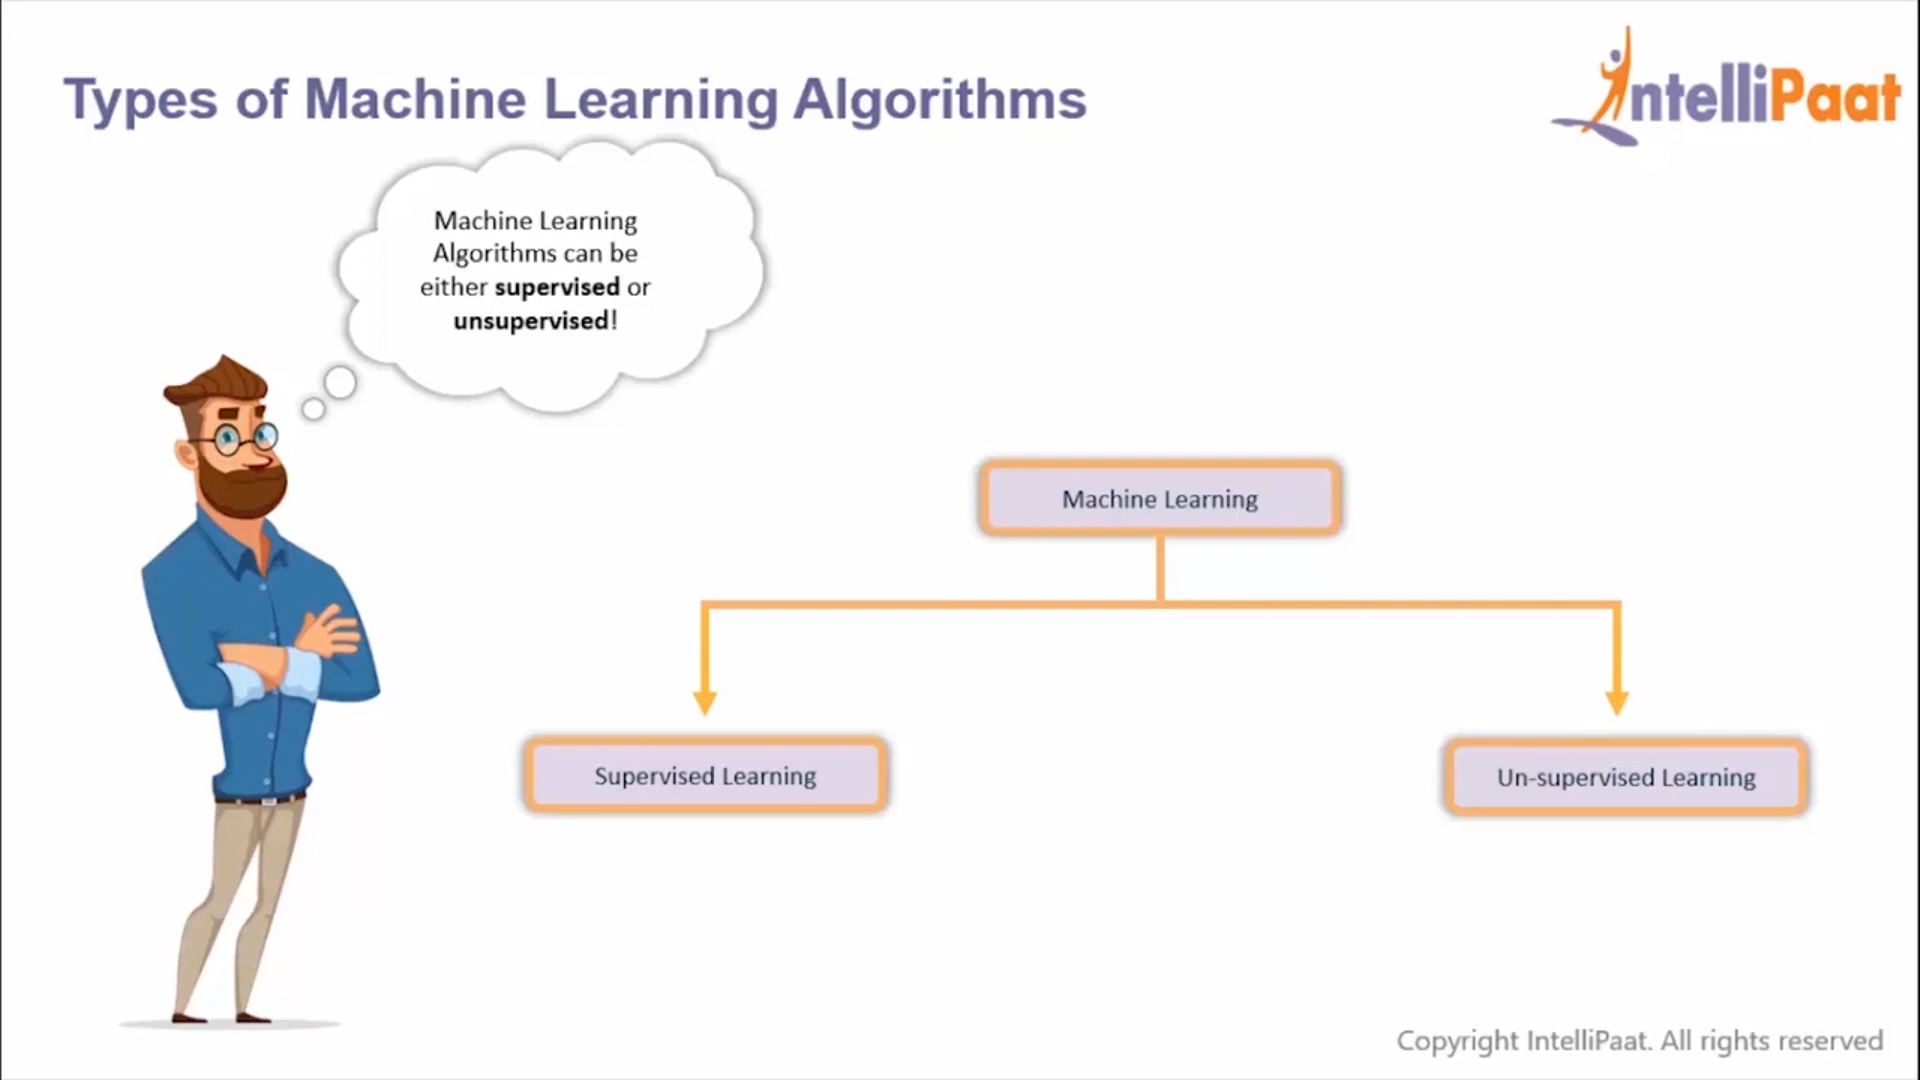 Types of Machine Learning Algorithms
IntelliPaat
Machine Learning
Algorithms can be
either supervised or
unsupervised!
Machine Learning
Supervised Learning
Un-supervised Learning
Copyright IntelliPaat. All rights reserved